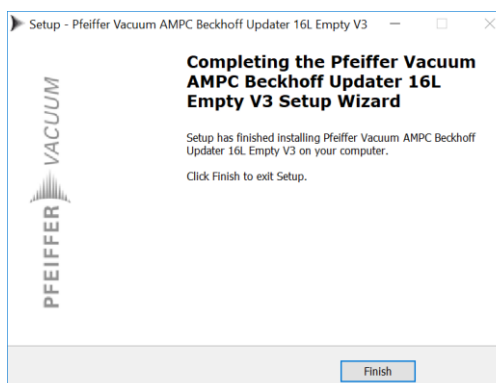 Setup - Pfeiffer Vacuum AMPC Beckhoff Updater 16L Empty V3
PFEIFFER VACUUM
Completing the Pfeiffer Vacuum
AMPC Beckhoff Updater 16L
Empty V3 Setup Wizard
Setup has finished installing Pfeiffer Vacuum AMPC Beckhoff
Updater 16L Empty V3 on your computer.
Click Finish to exit Setup.
Finish